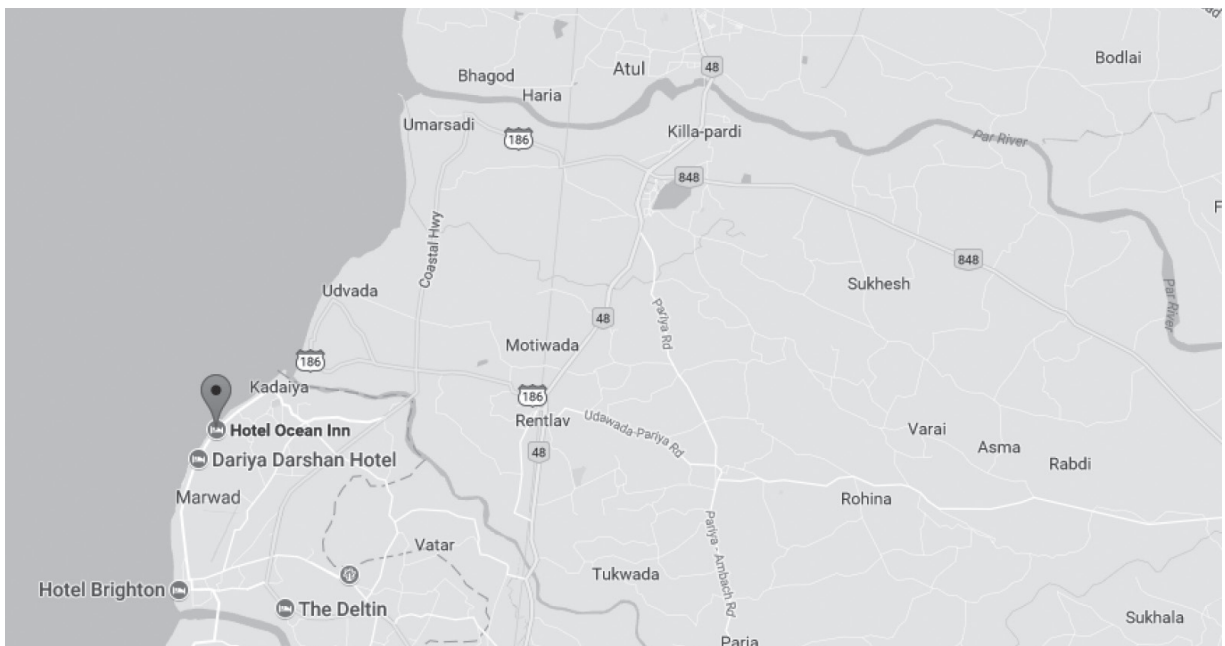 Bodlai
48
Atul
Bhagod
Haria
Umarsadi
186
Killa-pardi
Par River
848
Coastal Hwy
848
Sukhesh
Par River
Udvada
48
Pariya Rd
Motiwada
186
Kadaiya
186
Hotel Ocean Inn
Rentlav
Udawada-Pariya Rd
Varai
Asma
48
Rabdi
Dariya Darshan Hotel
Marwad
Rohina
Pariya - Ambach Rd
Vatar
Tukwada
Hotel Brighton
The Deltin
Sukhala
Paria